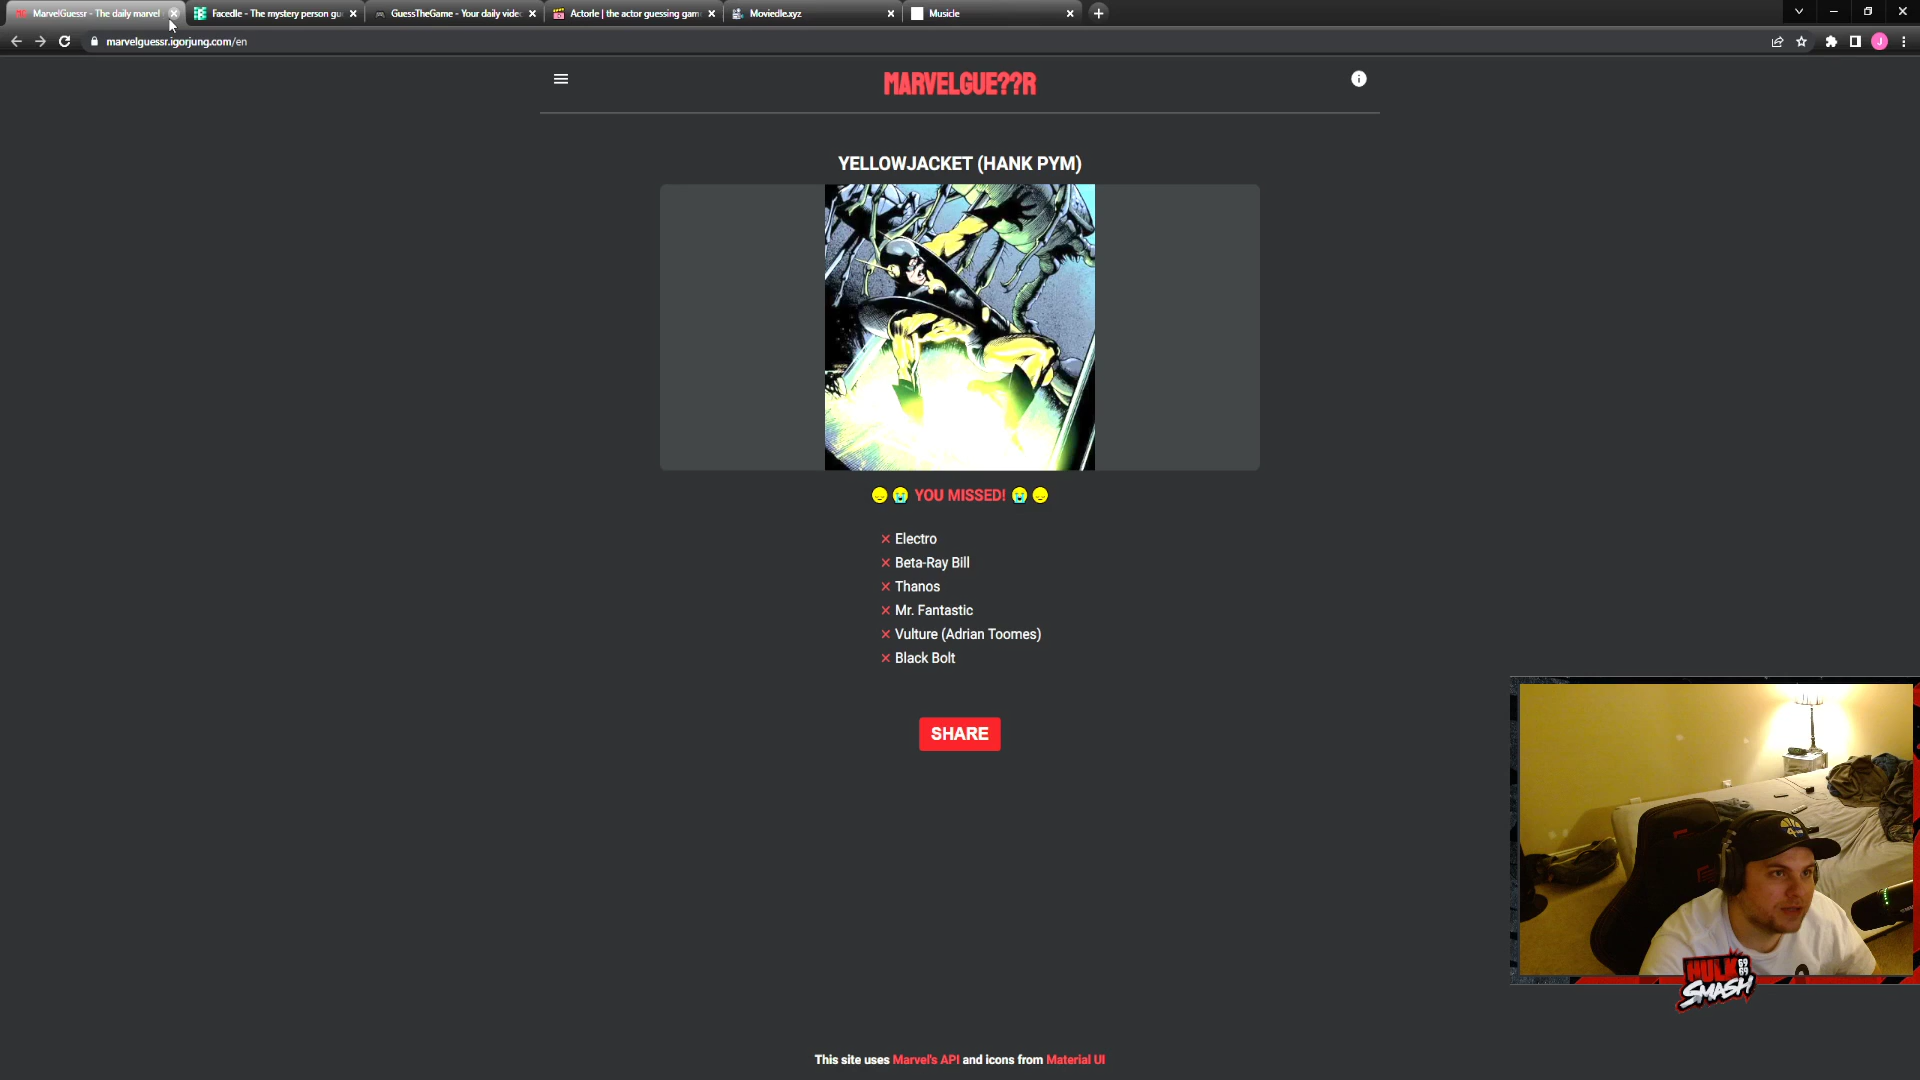 MarvelGuessr - The daily marvel
Facedle - The mystery person gu
GuessTheGame - Your daily vide
Actorle | the actor guessing gam
Moviedle.xyz
Musicle
marvelguessr.igorjung.com/en
J
MARVELGUE??R
YELLOWJACKET (HANK PYM)
YOU MISSED!
Electro
Beta-Ray Bill
Thanos
Mr. Fantastic
Vulture (Adrian Toomes)
Black Bolt
SHARE
HULK
69
69
SMASH
This site uses Marvel's API and icons from Material UI